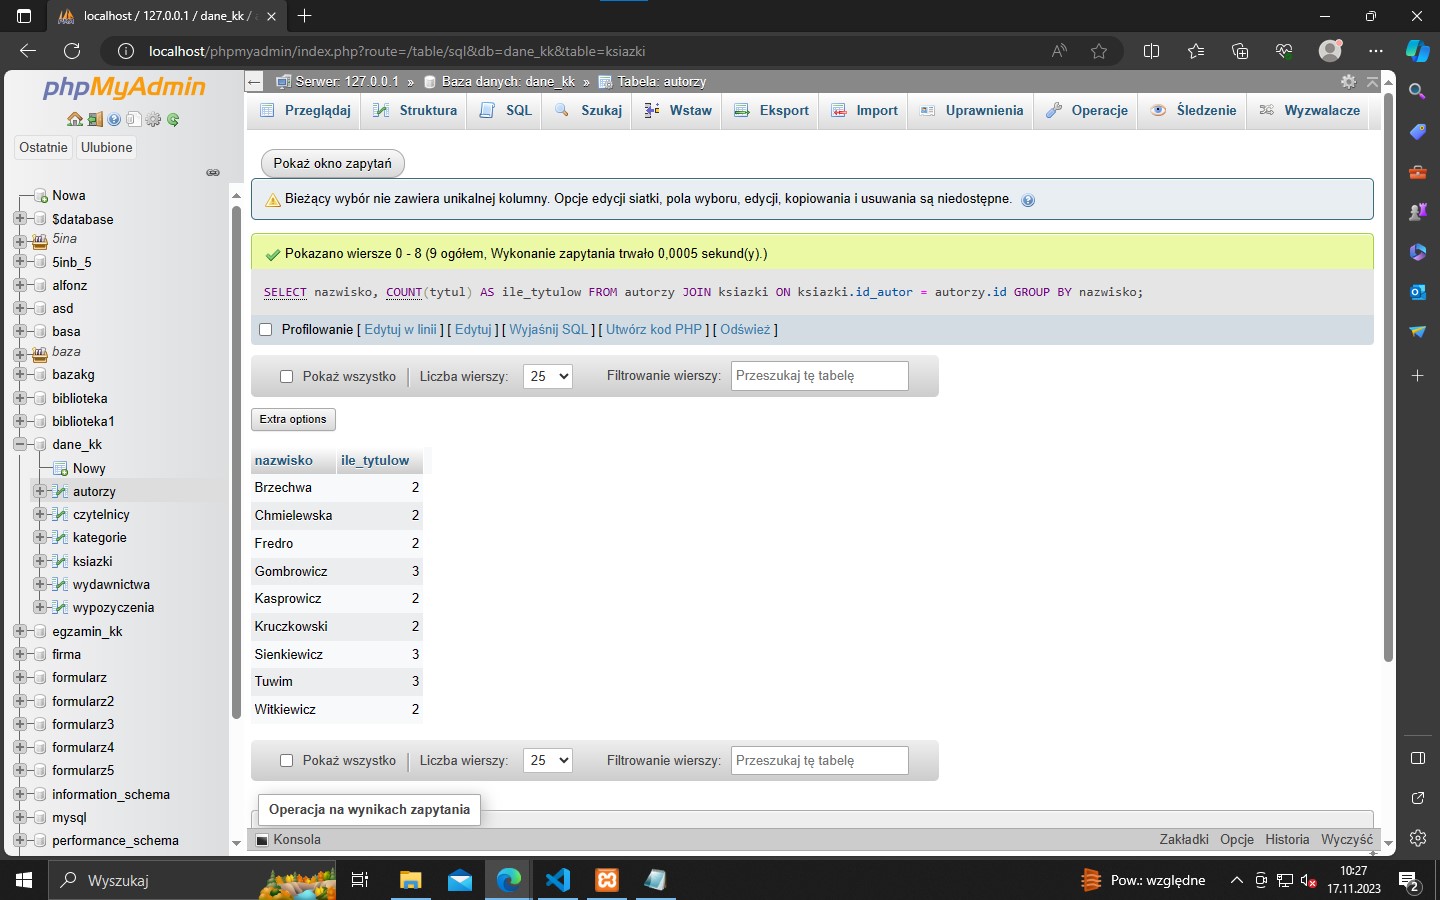 localhost / 127.0.0.1 / dane_kk /
localhost/phpmyadmin/index.php?route=/table/sql&db=dane_kk&table=ksiazki
phpMyAdmin
Ostatnie Ulubione
Nowa
$database
5ina
5inb_5
alfonz
asd
basa
baza
bazakg
biblioteka
biblioteka1
dane_kk
Nowy
autorzy
czytelnicy
kategorie
ksiazki
wydawnictwa
wypozyczenia
egzamin_kk
firma
formularz
formularz2
formularz3
formularz4
formularz5
information_schema
mysql
performance_schema
Serwer: 127.0.0.1 » Baza danych: dane_kk » Tabela: autorzy
Przeglądaj Struktura SQL Szukaj Wstaw Eksport Import Uprawnienia Operacje Śledzenie Wyzwalacze
Pokaż okno zapytań
Bieżący wybór nie zawiera unikalnej kolumny. Opcje edycji siatki, pola wyboru, edycji, kopiowania i usuwania są niedostępne.
Pokazano wiersze 0 - 8 (9 ogółem, Wykonanie zapytania trwało 0,0005 sekund(y).)
SELECT nazwisko, COUNT(tytul) AS ile_tytulow FROM autorzy JOIN ksiazki ON ksiazki.id_autor = autorzy.id GROUP BY nazwisko;
Profilowanie [ Edytuj w linii ] [ Edytuj ] [ Wyjaśnij SQL ] [ Utwórz kod PHP ] [ Odśwież ]
Pokaż wszystko Liczba wierszy: 25 Filtrowanie wierszy: Przeszukaj tę tabelę
Extra options
nazwisko ile_tytulow
Brzechwa 2
Chmielewska 2
Fredro 2
Gombrowicz 3
Kasprowicz 2
Kruczkowski 2
Sienkiewicz 3
Tuwim 3
Witkiewicz 2
Pokaż wszystko Liczba wierszy: 25 Filtrowanie wierszy: Przeszukaj tę tabelę
Operacja na wynikach zapytania
Konsola Zakładki Opcje Historia Wyczyść
Wyszukaj
Pow.: względne
10:27
17.11.2023
2